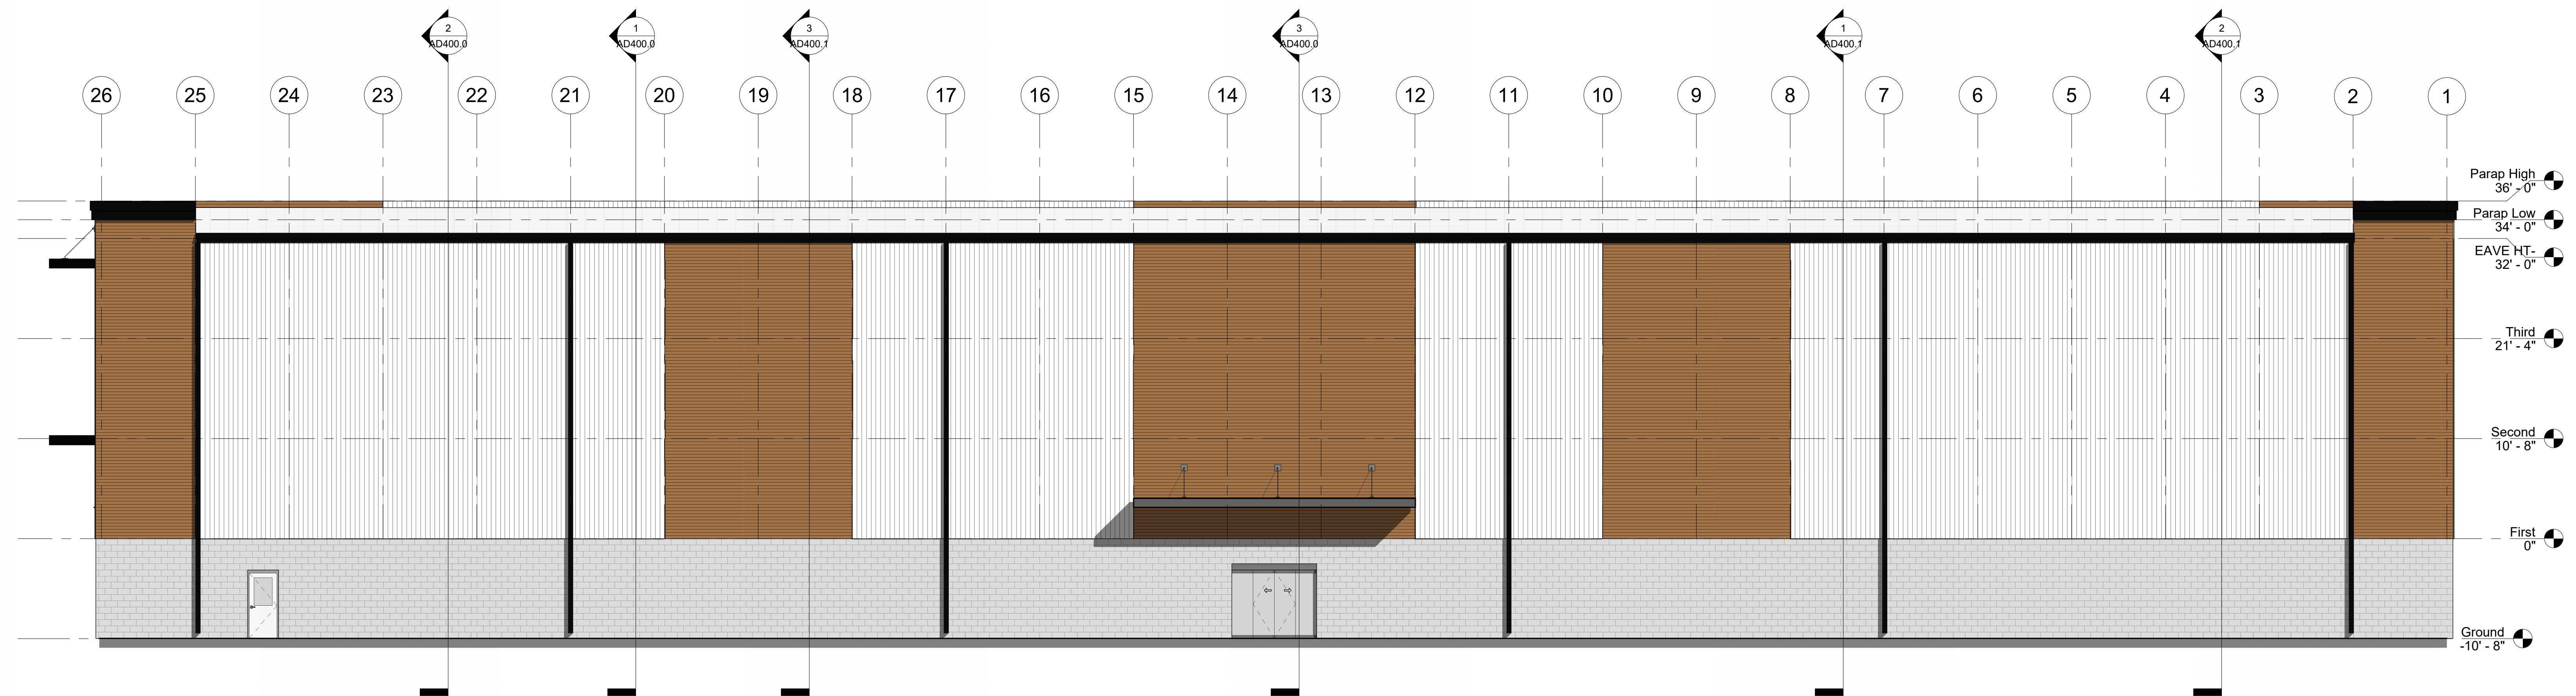 2
AD400.0
1
AD400.0
3
AD400.1
3
AD400.0
1
AD400.1
2
AD400.1
26 25 24 23 22 21 20 19 18 17 16 15 14 13 12 11 10 9 8 7 6 5 4 3 2 1
Parap High
36' - 0"
Parap Low
34' - 0"
EAVE HT-
32' - 0"
Third
21' - 4"
Second
10' - 8"
First
0"
Ground
-10' - 8"